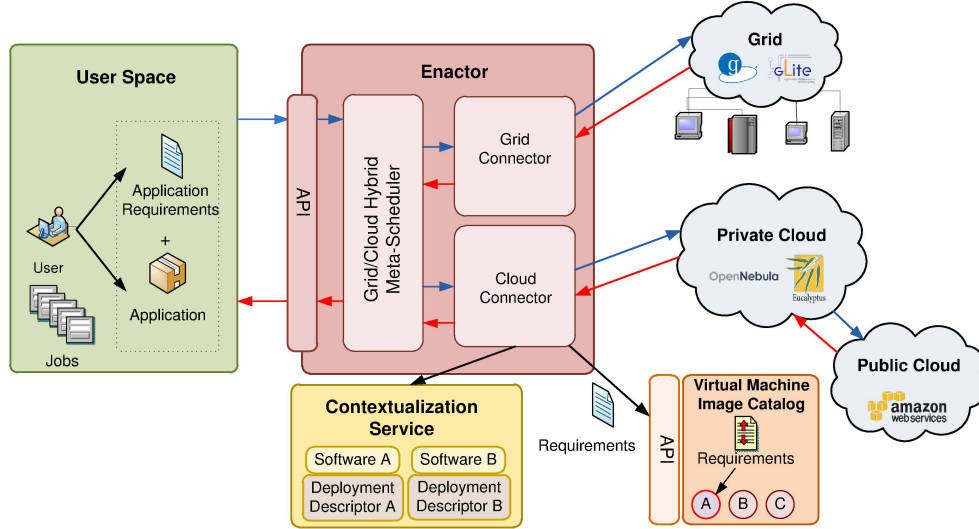 User Space
Application
Requirements
+
User
Application
Jobs
Enactor
API
Grid/Cloud Hybrid
Meta-Scheduler
Grid
Connector
Cloud
Connector
Grid
g
gLite
Private Cloud
OpenNebula
Eucalyptus
Public Cloud
amazon
webservices
Contextualization
Service
Software A
Software B
Deployment
Descriptor A
Deployment
Descriptor B
Requirements
API
Virtual Machine
Image Catalog
Requirements
A
B
C